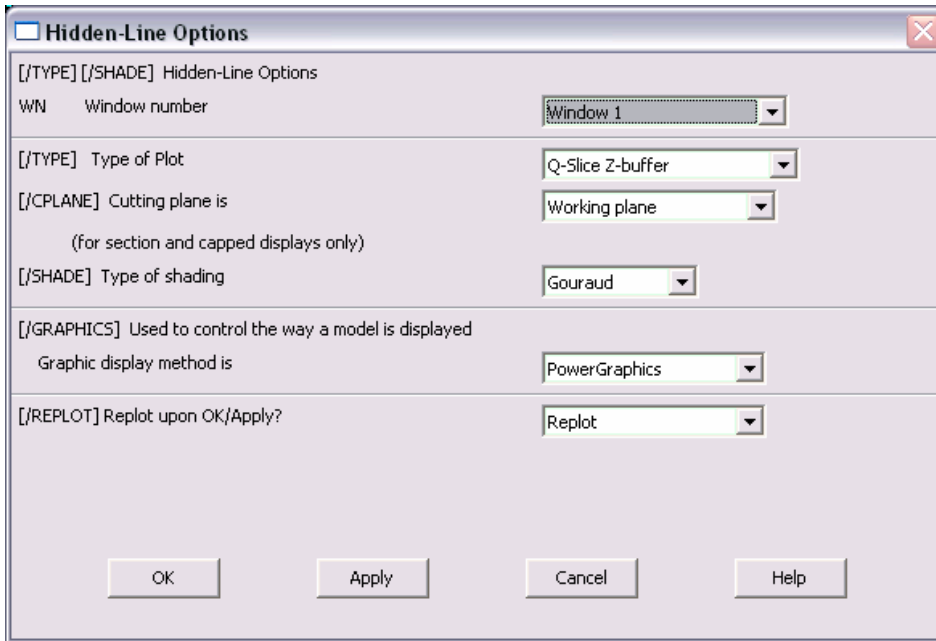 Hidden-Line Options
[/TYPE] [/SHADE] Hidden-Line Options
WN Window number Window 1
[/TYPE] Type of Plot Q-Slice Z-buffer
[/CPLANE] Cutting plane is Working plane
(for section and capped displays only)
[/SHADE] Type of shading Gouraud
[/GRAPHICS] Used to control the way a model is displayed
Graphic display method is PowerGraphics
[/REPLOT] Replot upon OK/Apply? Replot
OK Apply Cancel Help